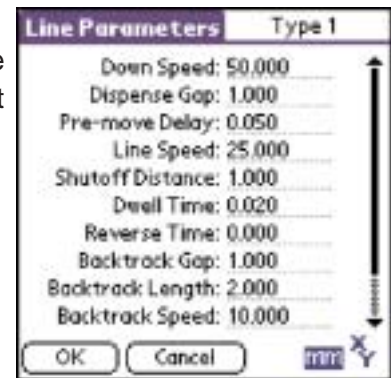 Line Parameters Type 1
e
t
Down Speed: 50.000
Dispense Gap: 1.000
Pre-move Delay: 0.050
Line Speed: 25.000
Shutoff Distance: 1.000
Dwell Time: 0.020
Reverse Time: 0.000
Backtrack Gap: 1.000
Backtrack Length: 2.000
Backtrack Speed: 10.000
OK Cancel mm X Y